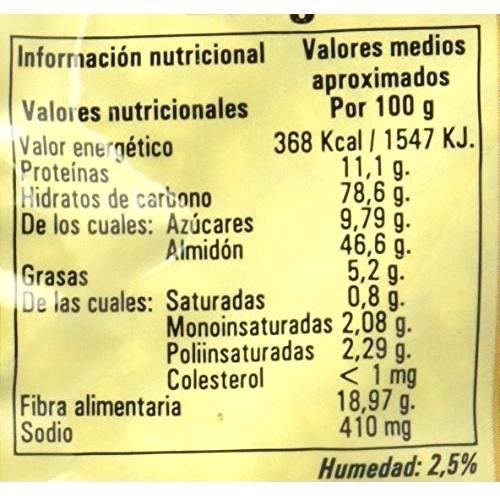 Información nutricional Valores medios
aproximados
Valores nutricionales Por 100 g
Valor energético 368 Kcal / 1547 KJ.
Proteínas 11,1 g.
Hidratos de carbono 78,6 g.
De los cuales: Azúcares 9,79 g.
Almidón 46,6 g.
Grasas 5,2 g.
De las cuales: Saturadas 0,8 g.
Monoinsaturadas 2,08 g.
Poliinsaturadas 2,29 g.
Colesterol < 1 mg
Fibra alimentaria 18,97 g.
Sodio 410 mg
Humedad: 2,5%